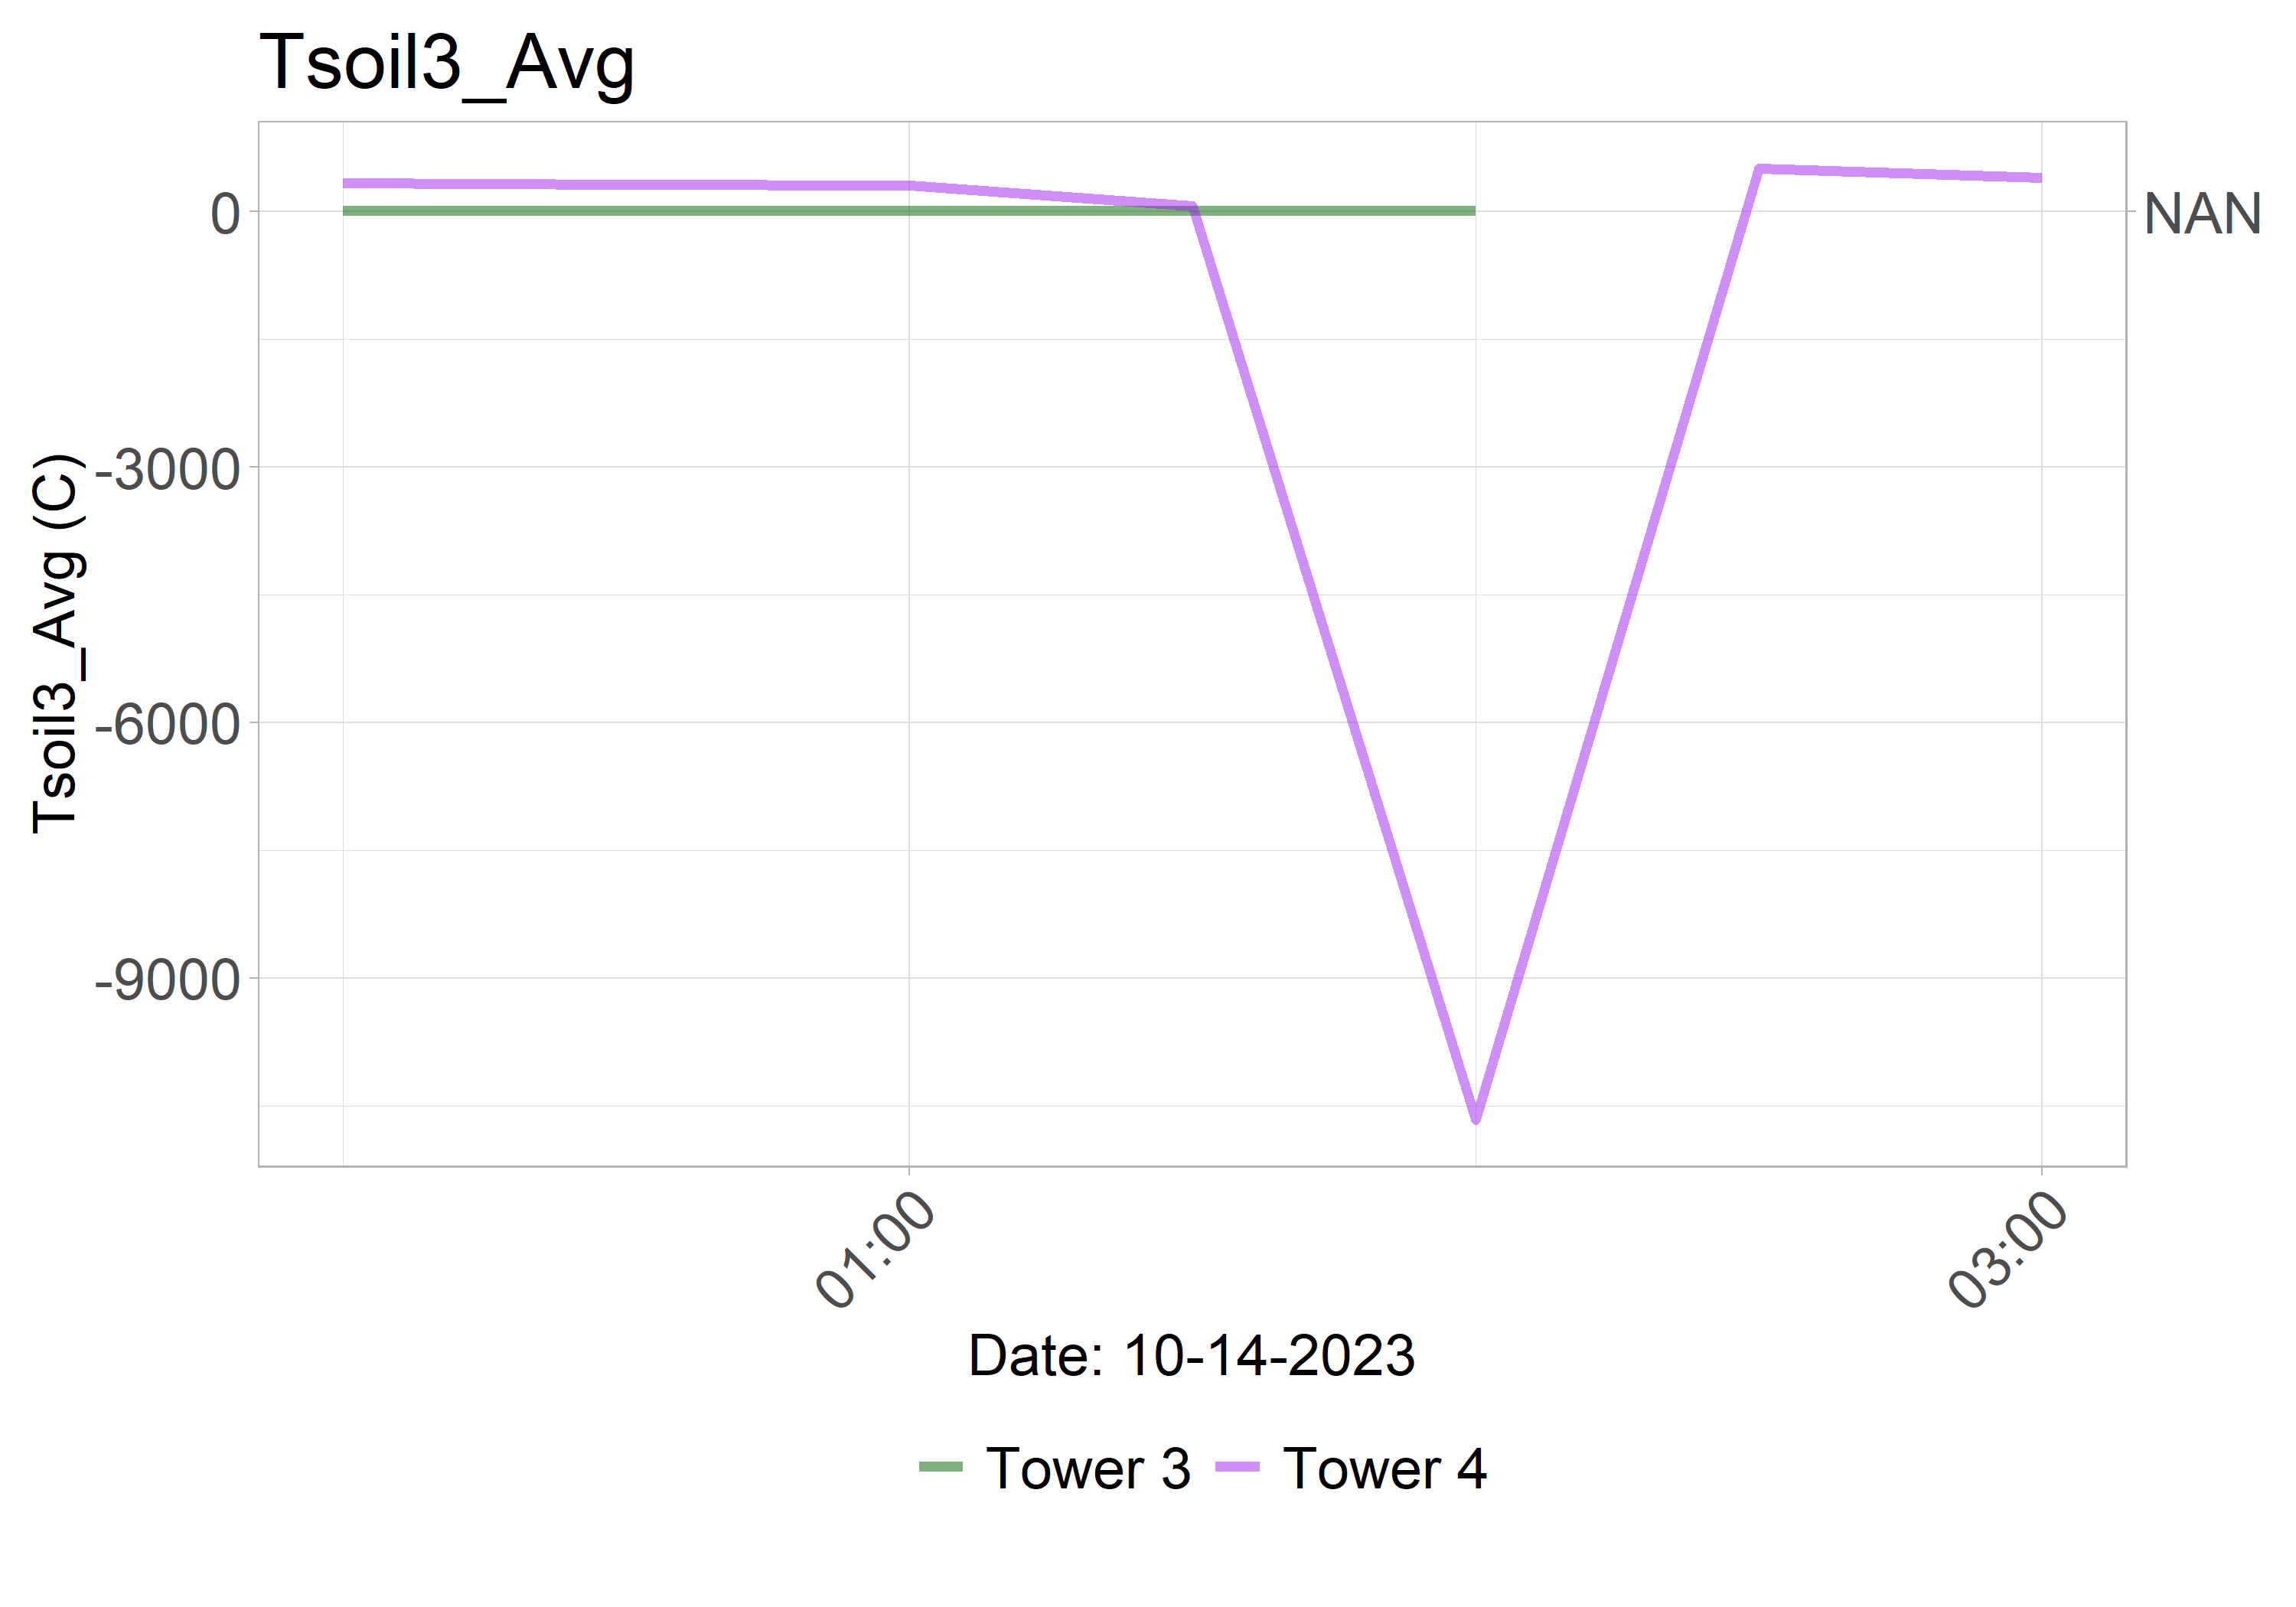 Tsoil3_Avg
Tsoil3_Avg (C)
0
-3000
-6000
-9000
NAN
01:00
03:00
Date: 10-14-2023
Tower 3 Tower 4